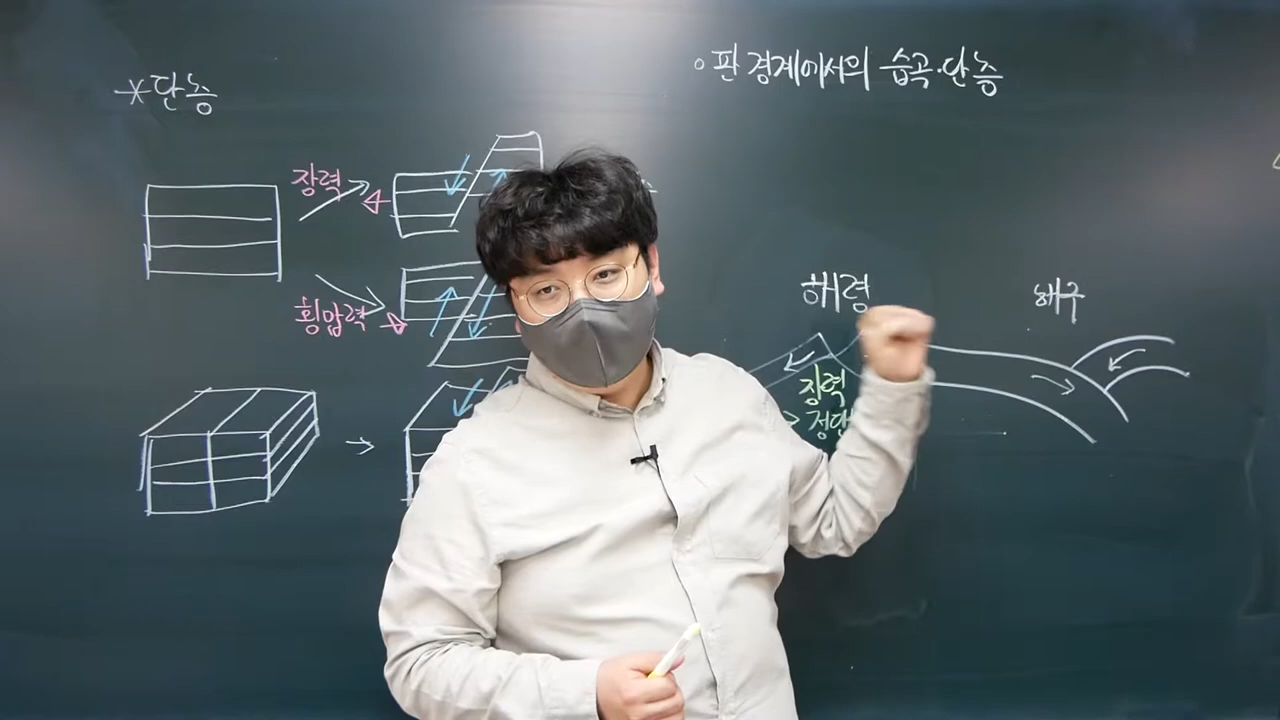 *단층
장력
횡압력
○판 경계에서의 습곡·단층
해령
해구
장력